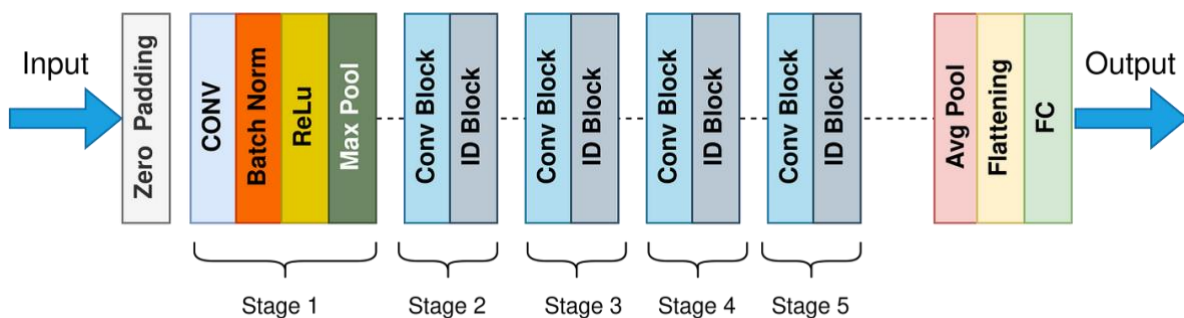 Input
Zero Padding
CONV
Batch Norm
ReLu
Max Pool
Conv Block
ID Block
Conv Block
ID Block
Conv Block
ID Block
Conv Block
ID Block
Avg Pool
Flattening
FC
Output
Stage 1
Stage 2
Stage 3
Stage 4
Stage 5